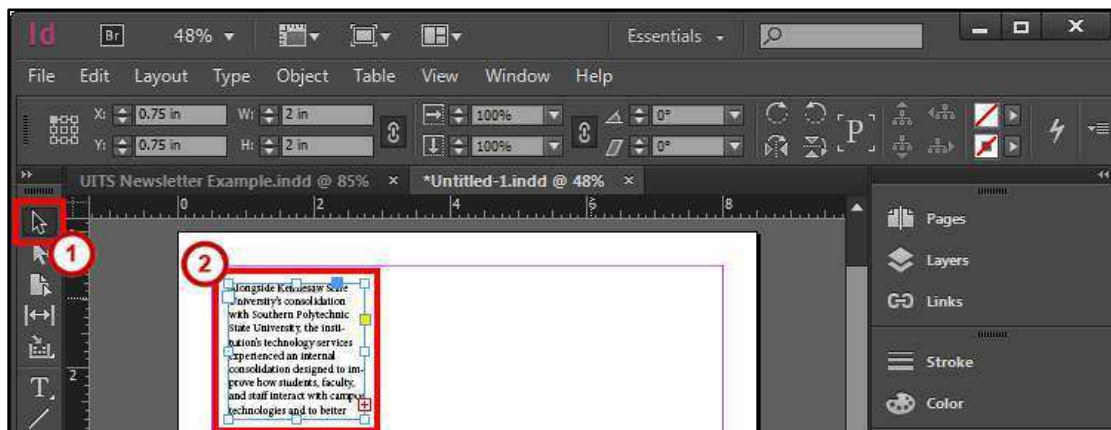 Id Br 48% Essentials
File Edit Layout Type Object Table View Window Help
X: 0.75 in W: 2 in 100% 0°
Y: 0.75 in H: 2 in 100% 0° P
UITS Newsletter Example.indd @ 85% × *Untitled-1.indd @ 48% ×
0 2 4 6 8
1
2
Alongside Kennesaw State
University's consolidation
with Southern Polytechnic
State University, the insti-
tution's technology services
experienced an internal
consolidation designed to im-
prove how students, faculty,
and staff interact with campus
technologies and to better
2
T
Pages
Layers
Links
Stroke
Color